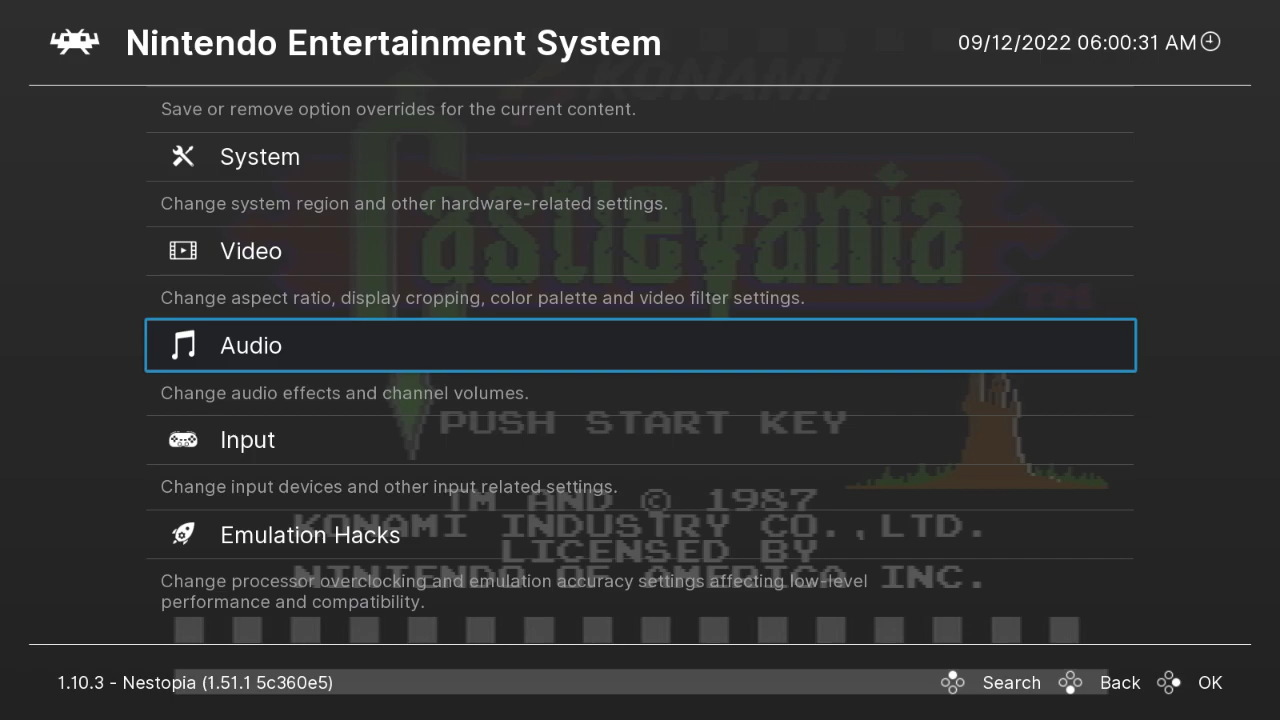 Nintendo Entertainment System
09/12/2022 06:00:31 AM
KONAMI
Save or remove option overrides for the current content.
System
Change system region and other hardware-related settings.
Castlevania
Video
Change aspect ratio, display cropping, color palette and video filter settings.
TM
Audio
Change audio effects and channel volumes.
PUSH START KEY
Input
Change input devices and other input related settings.
TM AND © 1987
KONAMI INDUSTRY CO.,LTD.
Emulation Hacks
LICENSED BY
NINTENDO OF AMERICA INC.
Change processor overclocking and emulation accuracy settings affecting low-level
performance and compatibility.
1.10.3 - Nestopia (1.51.1 5c360e5)
Search
Back
OK